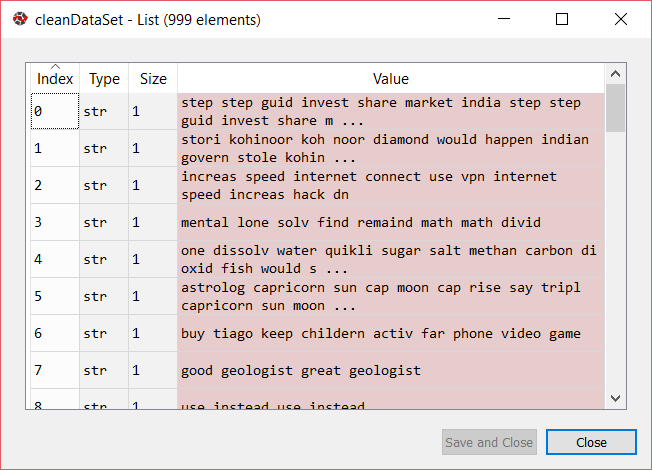 cleanDataSet - List (999 elements)
Index Type Size Value
0 str 1 step step guid invest share market india step step
guid invest share m ...
1 str 1 stori kohinoor koh noor diamond would happen indian
govern stole kohin ...
2 str 1 increas speed internet connect use vpn internet
speed increas hack dn
3 str 1 mental lone solv find remaind math math divid
4 str 1 one dissolv water quikli sugar salt methan carbon di
oxid fish would s ...
5 str 1 astrolog capricorn sun cap moon cap rise say tripl
capricorn sun moon ...
6 str 1 buy tiago keep childern activ far phone video game
7 str 1 good geologist great geologist
8 str 1 use instead use instead
Save and Close Close